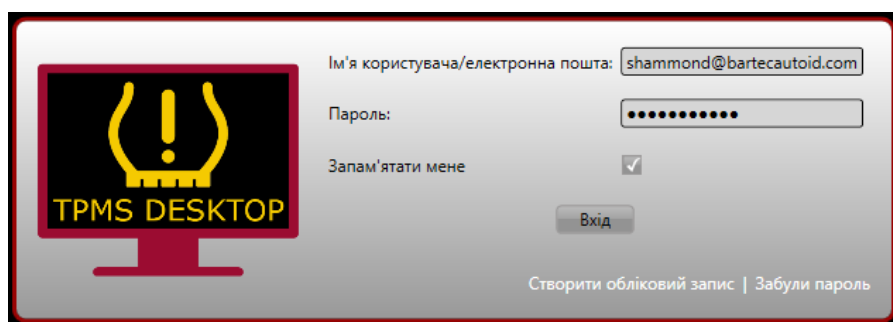 Ім'я користувача/електронна пошта: shammond@bartecautoid.com
Пароль: ●●●●●●●●●●●
Запам'ятати мене
TPMS DESKTOP
Вхід
Створити обліковий запис | Забули пароль